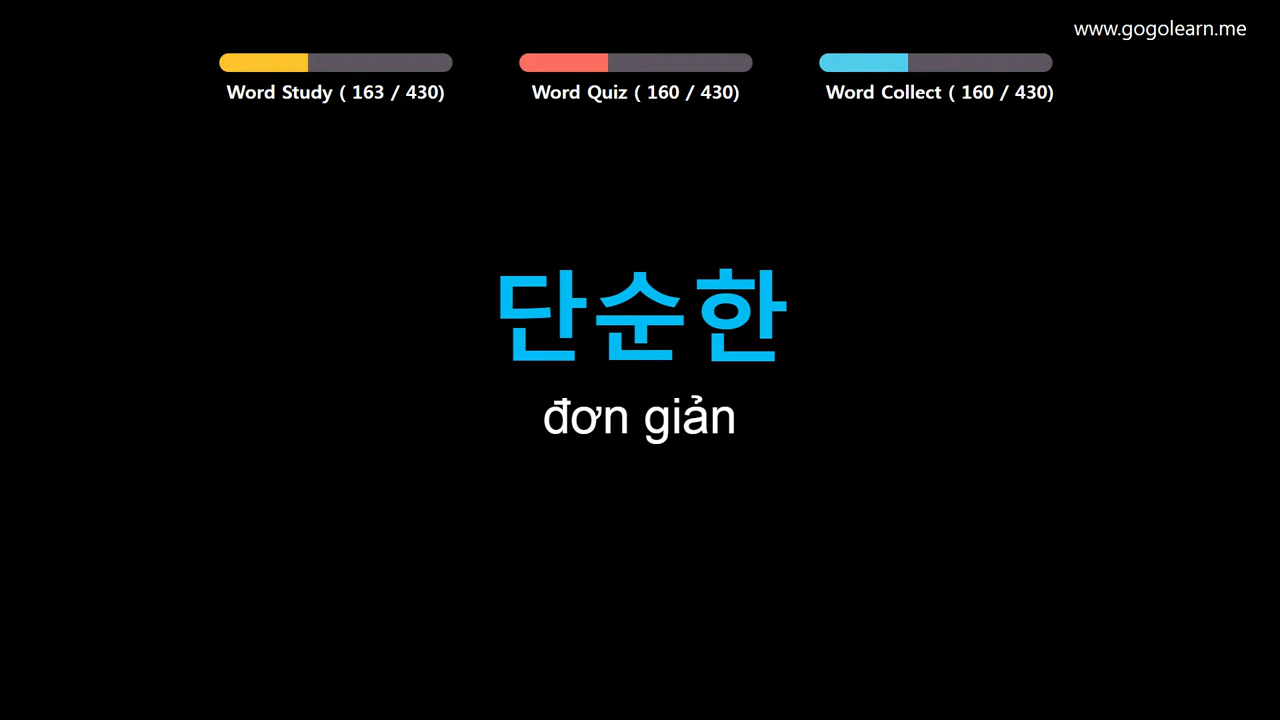 www.gogolearn.me
Word Study ( 163 / 430)
Word Quiz ( 160 / 430)
Word Collect ( 160 / 430)
단순한
đơn giản